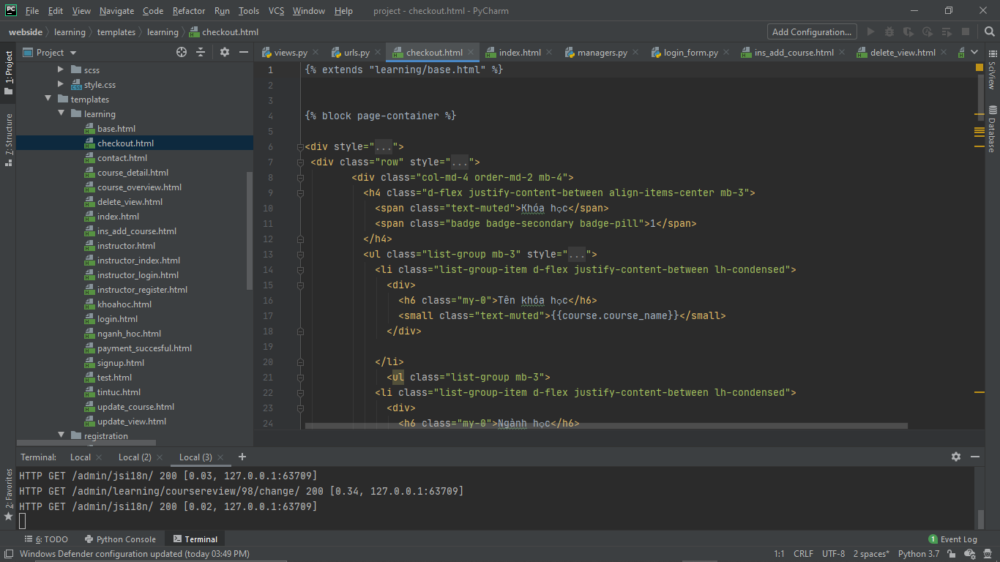 PC File Edit View Navigate Code Refactor Run Tools VCS Window Help project - checkout.html - PyCharm
webside learning templates learning checkout.html Add Configuration...
Project
views.py urls.py checkout.html index.html managers.py login_form.py ins_add_course.html delete_view.html
1: Project
7: Structure
2: Favorites
SciView
Database
scss
style.css
templates
learning
base.html
checkout.html
contact.html
course_detail.html
course_overview.html
delete_view.html
index.html
ins_add_course.html
instructor.html
instructor_index.html
instructor_login.html
instructor_register.html
khoahoc.html
login.html
nganh_hoc.html
payment_succesful.html
signup.html
test.html
tintuc.html
update_course.html
update_view.html
registration
1 {% extends "learning/base.html" %}
2
3
4 {% block page-container %}
5
6 <div style="...">
7 <div class="row" style="...">
8 <div class="col-md-4 order-md-2 mb-4">
9 <h4 class="d-flex justify-content-between align-items-center mb-3">
10 <span class="text-muted">Khóa học</span>
11 <span class="badge badge-secondary badge-pill">1</span>
12 </h4>
13 <ul class="list-group mb-3" style="...">
14 <li class="list-group-item d-flex justify-content-between lh-condensed">
15 <div>
16 <h6 class="my-0">Tên khóa học</h6>
17 <small class="text-muted">{{course.course_name}}</small>
18 </div>
19
20 </li>
21 <ul class="list-group mb-3">
22 <li class="list-group-item d-flex justify-content-between lh-condensed">
23 <div>
24 <h6 class="my-0">Ngành học</h6>
Terminal: Local Local (2) Local (3)
HTTP GET /admin/jsi18n/ 200 [0.03, 127.0.0.1:63709]
HTTP GET /admin/learning/coursereview/98/change/ 200 [0.34, 127.0.0.1:63709]
HTTP GET /admin/jsi18n/ 200 [0.02, 127.0.0.1:63709]
6: TODO Python Console Terminal 1 Event Log
Windows Defender configuration updated (today 03:49 PM) 1:1 CRLF UTF-8 2 spaces* Python 3.7